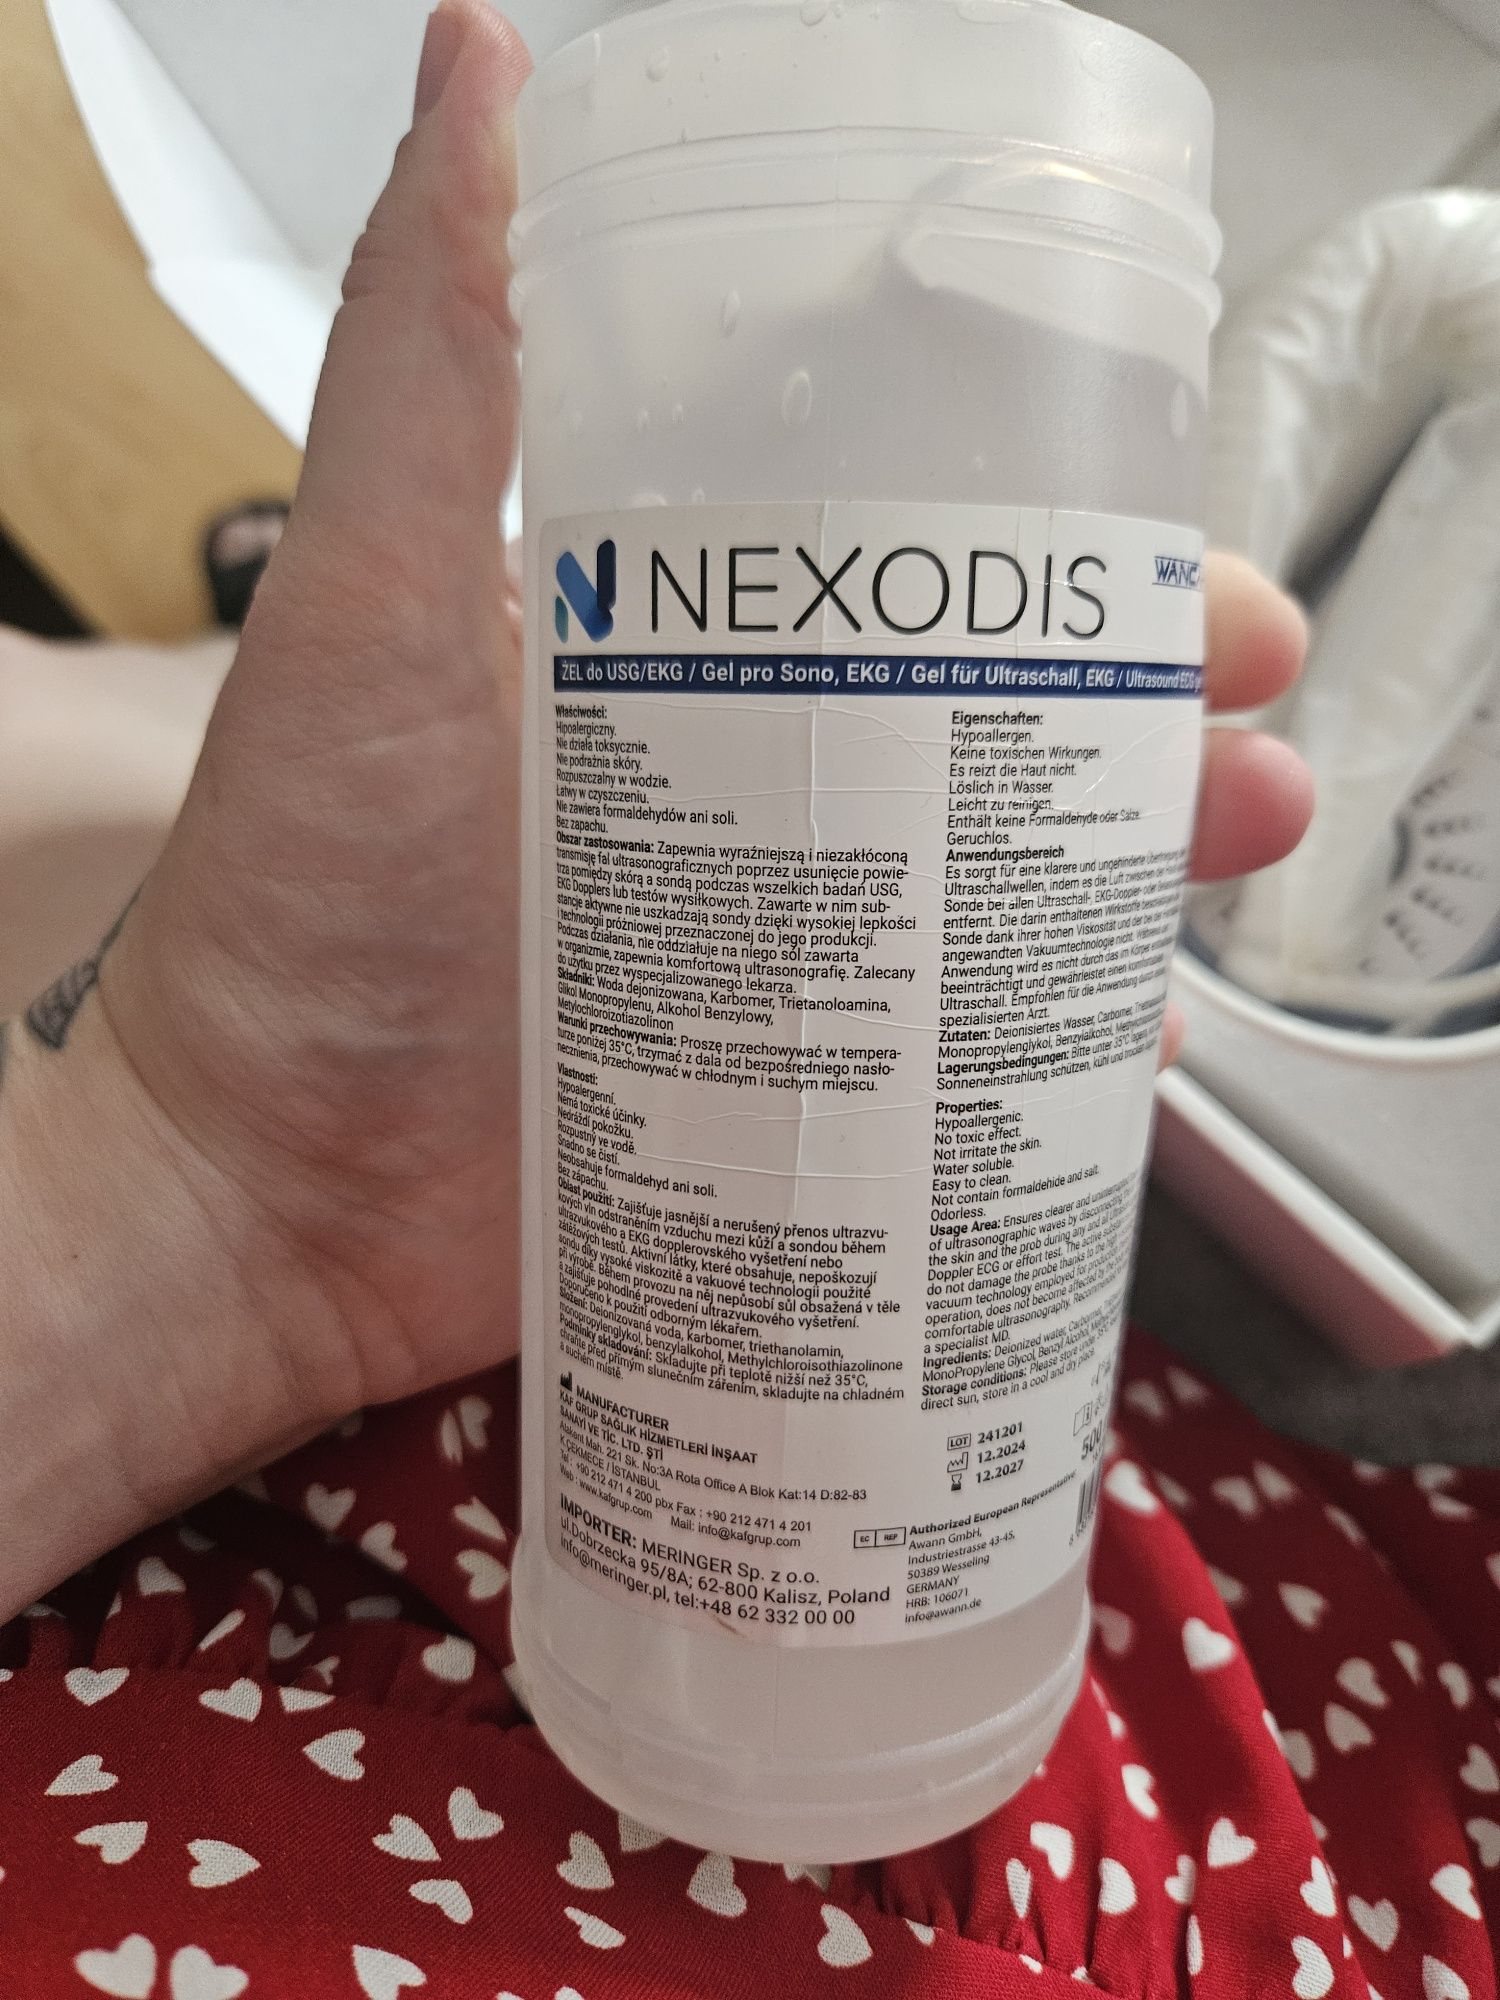 NEXODIS
ŻEL do USG/EKG / Gel pro Sono, EKG / Gel für Ultraschall, EKG / Ultrasound ECG
Właściwości:
Hipoalergiczny.
Nie działa toksycznie.
Nie podrażnia skóry.
Rozpuszczalny w wodzie.
Łatwy w czyszczeniu.
Nie zawiera formaldehydów ani soli.
Bez zapachu.
Obszar zastosowania: Zapewnia wyraźniejszą i niezakłóconą
transmisję fal ultrasonograficznych poprzez usunięcie powie-
trza pomiędzy skórą a sondą podczas wszelkich badań USG,
EKG Dopplers lub testów wysiłkowych. Zawarte w nim sub-
stancje aktywne nie uszkadzają sondy dzięki wysokiej lepkości
i technologii próżniowej przeznaczonej do jego produkcji.
Podczas działania, nie oddziałuje na niego sól zawarta
w organizmie, zapewnia komfortową ultrasonografię. Zalecany
do użytku przez wyspecjalizowanego lekarza.
Składniki: Woda dejonizowana, Karbomer, Trietanoloamina,
Glikol Monopropylenu, Alkohol Benzylowy,
Metylochloroizotiazolinon
Warunki przechowywania: Proszę przechowywać w tempera-
turze poniżej 35°C, trzymać z dala od bezpośredniego nasło-
necznienia, przechowywać w chłodnym i suchym miejscu.
Vlastnosti:
Hypoalergenní.
Nemá toxické účinky.
Nedráždí pokožku.
Rozpustný ve vodě.
Snadno se čistí.
Neobsahuje formaldehyd ani soli.
Bez zápachu.
Oblast použití: Zajišťuje jasnější a nerušený přenos ultrazvu-
kových vln odstraněním vzduchu mezi kůží a sondou během
ultrazvukového a EKG dopplerovského vyšetření nebo
zátěžových testů. Aktivní látky, které obsahuje, nepoškozují
sondu díky vysoké viskozitě a vakuové technologii použité
při výrobě. Během provozu na něj nepůsobí sůl obsažená v těle
a zajišťuje pohodlné provedení ultrazvukového vyšetření.
Doporučeno k použití odborným lékařem.
Složení: Deionizovaná voda, karbomer, triethanolamin,
monopropylenglykol, benzylalkohol, Methylchloroisothiazolinone
Podmínky skladování: Skladujte při teplotě nižší než 35°C,
chraňte před přímým slunečním zářením, skladujte na chladném
a suchém místě.
MANUFACTURER
KAF GRUP SAĞLIK HİZMETLERİ İNŞAAT
SANAYİ VE TİC. LTD. ŞTİ
Atakent Mah. 221 Sk. No:3A Rota Office A Blok Kat:14 D:82-83
K.ÇEKMECE / İSTANBUL
Tel : +90 212 471 4 200 pbx Fax : +90 212 471 4 201
Web : www.kafgrup.com Mail: info@kafgrup.com
IMPORTER: MERINGER Sp. z o.o.
ul.Dobrzecka 95/8A; 62-800 Kalisz, Poland
info@meringer.pl, tel:+48 62 332 00 00
Eigenschaften:
Hypoallergen.
Keine toxischen Wirkungen.
Es reizt die Haut nicht.
Löslich in Wasser.
Leicht zu reinigen.
Enthält keine Formaldehyde oder Salze.
Geruchlos.
Anwendungsbereich
Es sorgt für eine klarere und ungehinderte Übertragung
Ultraschallwellen, indem es die Luft zwischen der
Sonde bei allen Ultraschall-, EKG-Doppler- oder
entfernt. Die darin enthaltenen Wirkstoffe
Sonde dank ihrer hohen Viskosität und der bei der
angewandten Vakuumtechnologie nicht. Während der
Anwendung wird es nicht durch das im Körper
beeinträchtigt und gewährleistet einen komfortablen
Ultraschall. Empfohlen für die Anwendung durch
spezialisierten Arzt.
Zutaten: Deionisiertes Wasser, Carbomer,
Monopropylenglykol, Benzylalkohol,
Lagerungsbedingungen: Bitte unter 35°C lagern,
Sonneneinstrahlung schützen, kühl und trocken
Properties:
Hypoallergenic.
No toxic effect.
Not irritate the skin.
Water soluble.
Easy to clean.
Not contain formaldehide and salt.
Odorless.
Usage Area: Ensures clearer and uninterrupted
of ultrasonographic waves by disconnecting the
the skin and the prob during any and all
Doppler ECG or effort test. The active
do not damage the probe thanks to the high
vacuum technology employed for production
operation, does not become affected by the
comfortable ultrasonography. Recommended
a specialist MD.
Ingredients: Deionized water, Carbomer,
MonoPropylene Glycol, Benzyl Alcohol,
Storage conditions: Please store under 35°C
direct sun, store in a cool and dry place.
LOT 241201
12.2024
12.2027
EC REP Authorized European Representative:
Awann GmbH,
Industriestrasse 43-45,
50389 Wesseling
GERMANY
HRB: 106071
info@awann.de